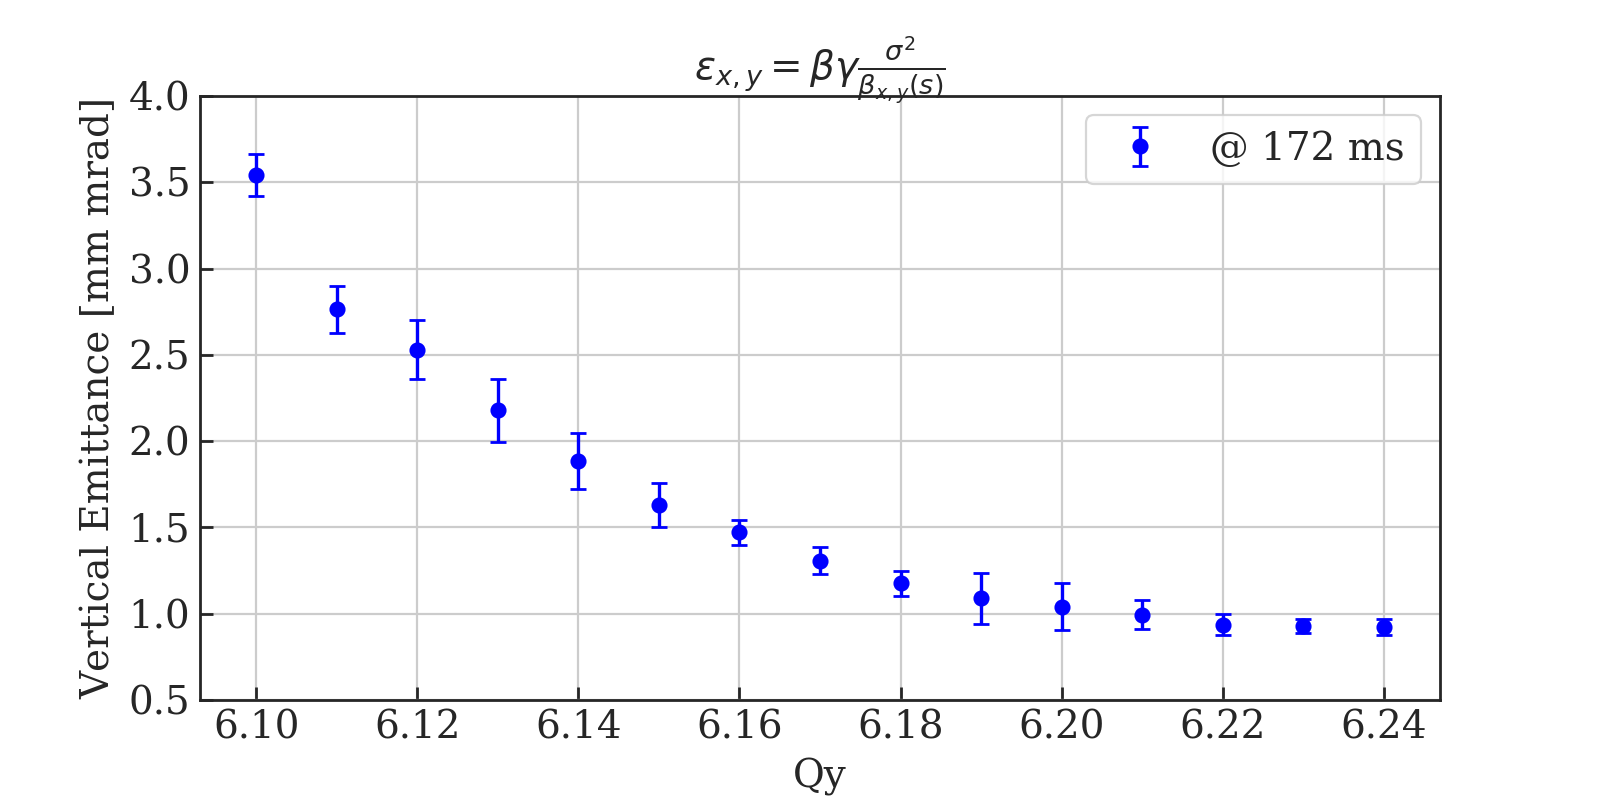 ε_{x, y} = βγ σ²/β_{x, y}(s)
@ 172 ms
Vertical Emittance [mm mrad]
4.0
3.5
3.0
2.5
2.0
1.5
1.0
0.5
6.10 6.12 6.14 6.16 6.18 6.20 6.22 6.24
Qy